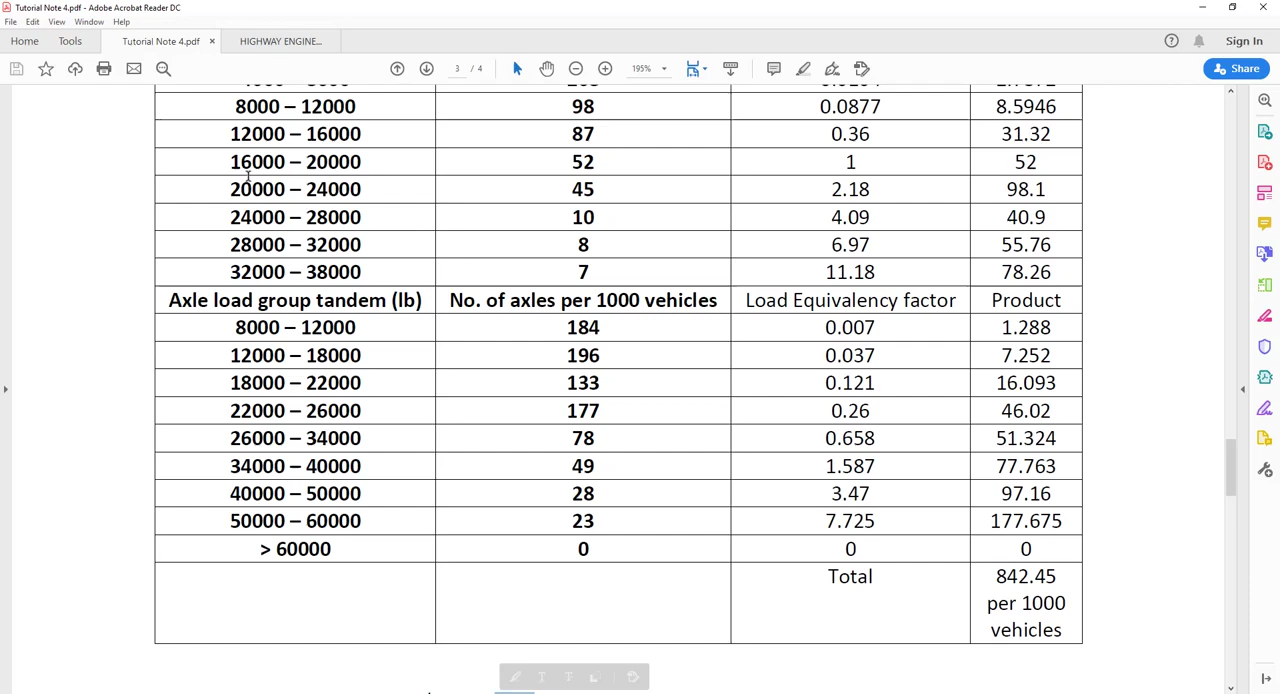 Tutorial Note 4.pdf - Adobe Acrobat Reader DC
File Edit View Window Help
Home Tools Tutorial Note 4.pdf × HIGHWAY ENGINE... Sign In
3 / 4 195% Share
8000 – 12000 98 0.0877 8.5946
12000 – 16000 87 0.36 31.32
16000 – 20000 52 1 52
20000 – 24000 45 2.18 98.1
24000 – 28000 10 4.09 40.9
28000 – 32000 8 6.97 55.76
32000 – 38000 7 11.18 78.26
Axle load group tandem (lb) No. of axles per 1000 vehicles Load Equivalency factor Product
8000 – 12000 184 0.007 1.288
12000 – 18000 196 0.037 7.252
18000 – 22000 133 0.121 16.093
22000 – 26000 177 0.26 46.02
26000 – 34000 78 0.658 51.324
34000 – 40000 49 1.587 77.763
40000 – 50000 28 3.47 97.16
50000 – 60000 23 7.725 177.675
> 60000 0 0 0
Total 842.45
per 1000
vehicles